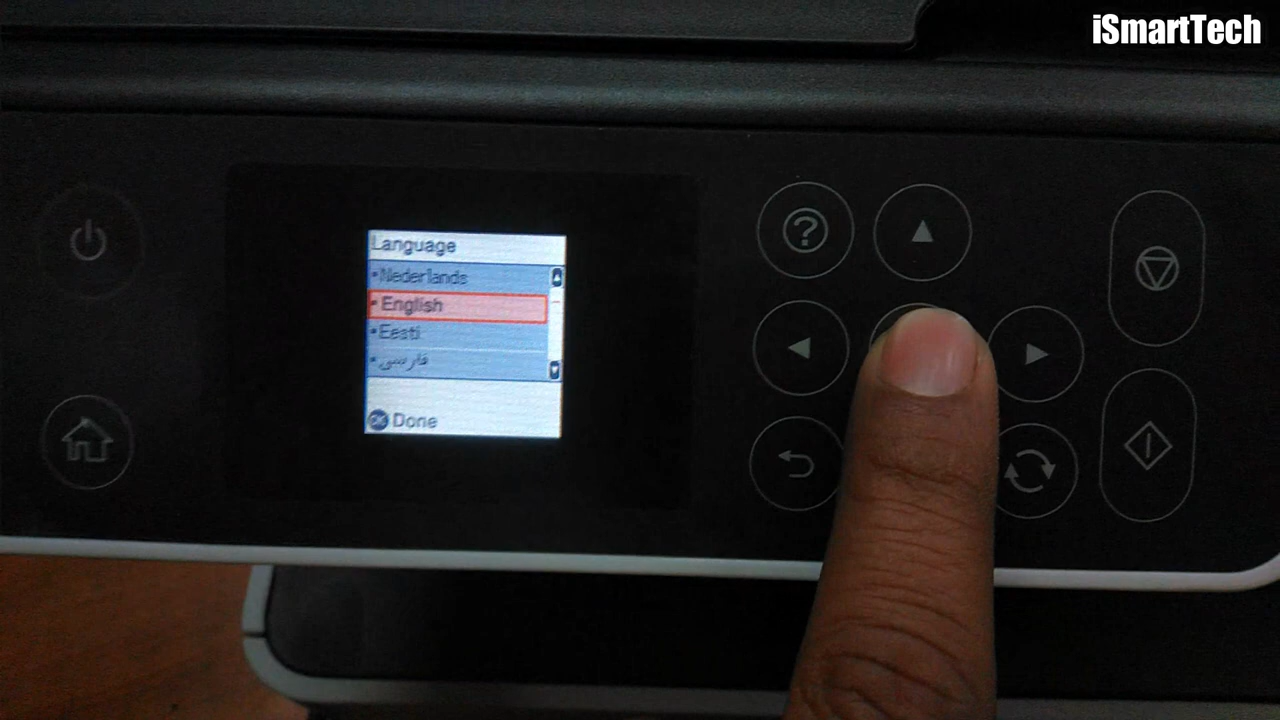 iSmartTech
Language
•Nederlands
•English
•Eesti
•فارسی
OK Done